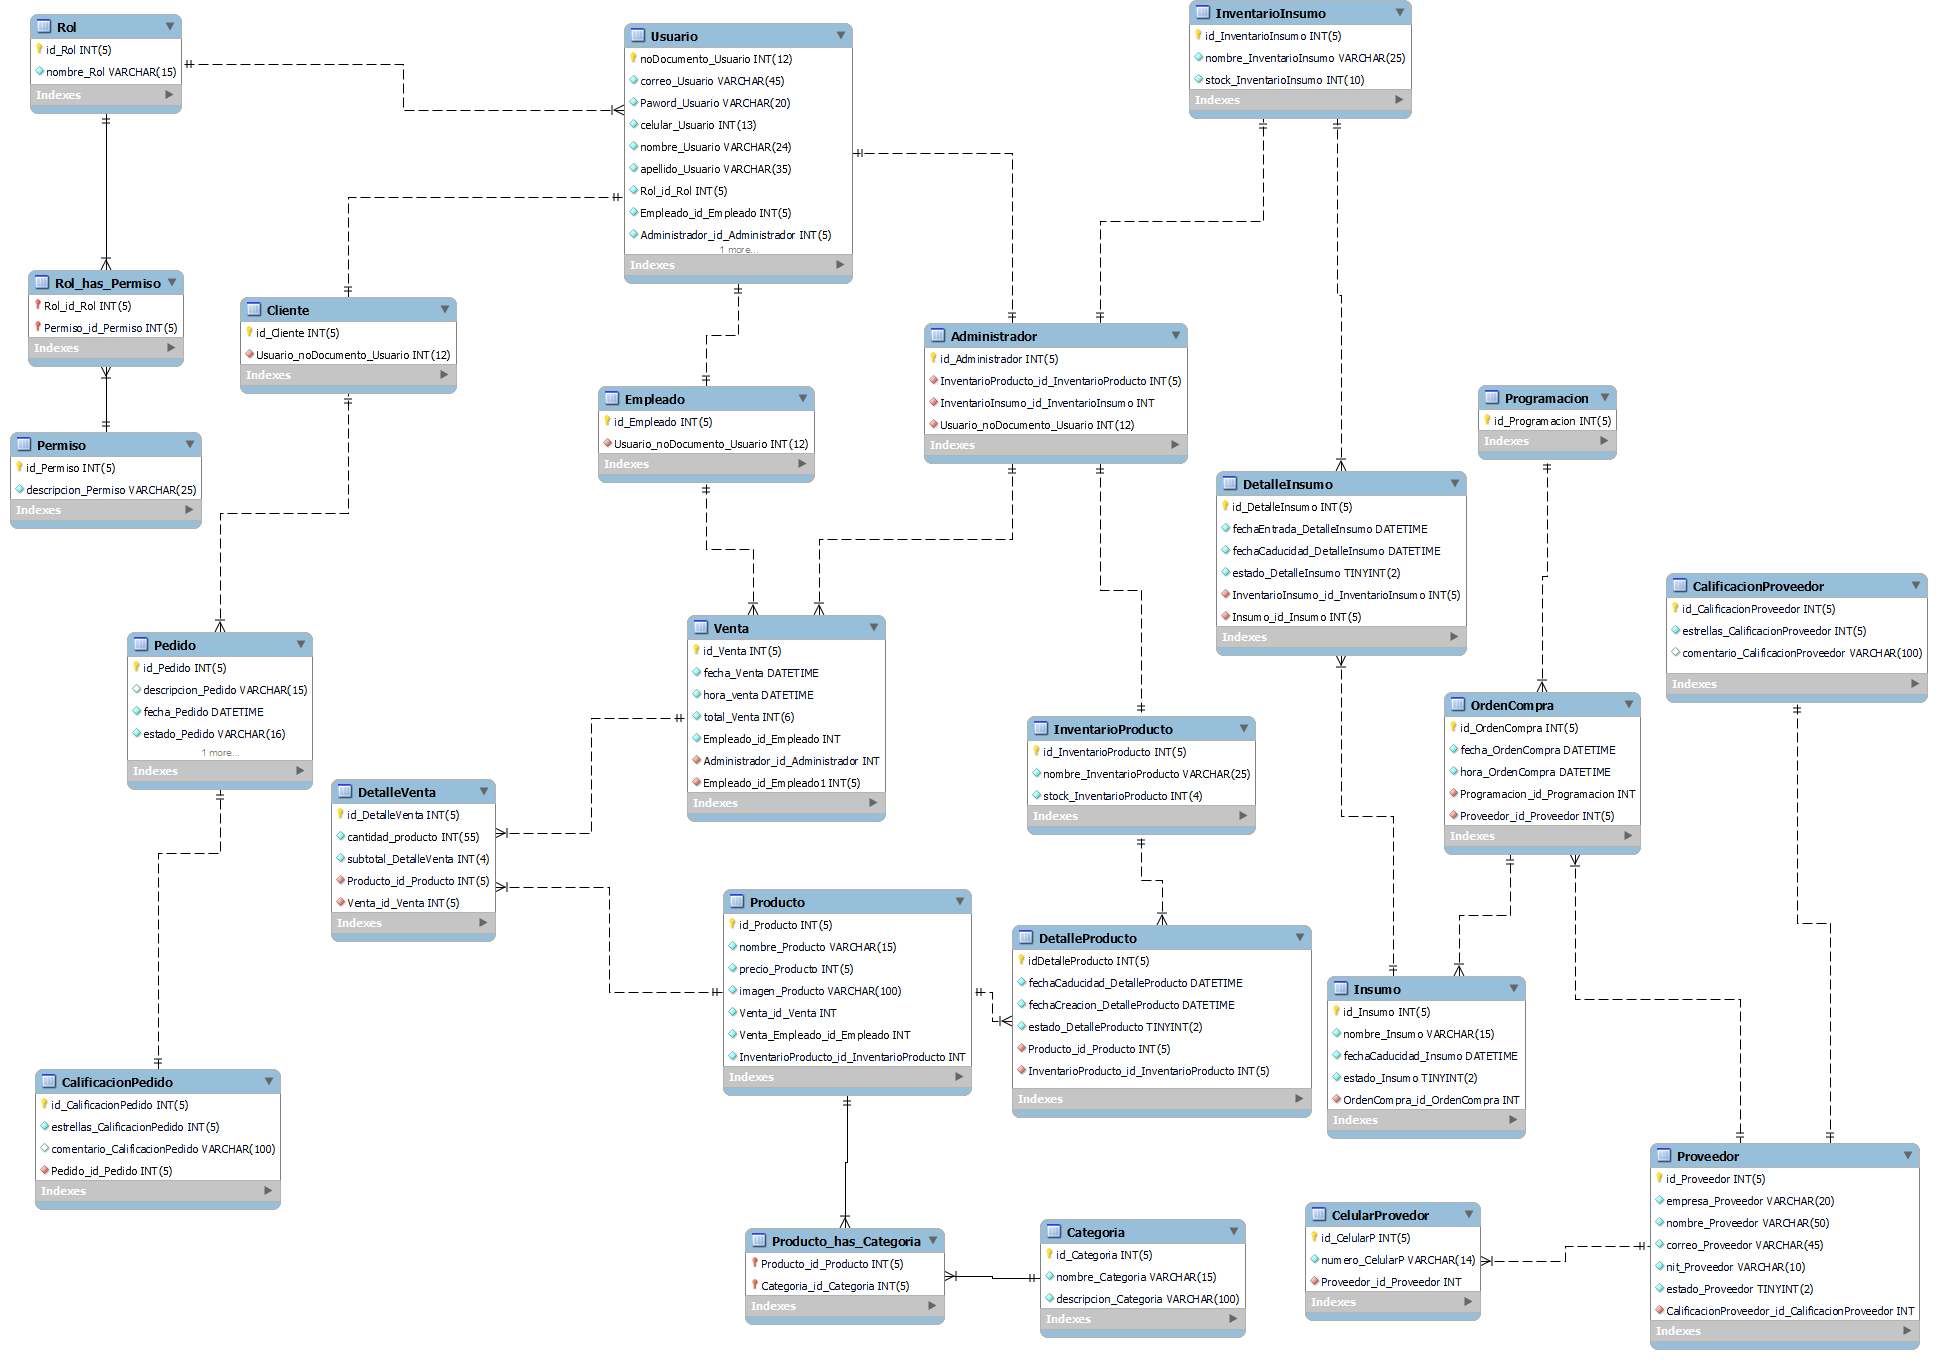 Rol
id_Rol INT(5)
nombre_Rol VARCHAR(15)
Indexes
Usuario
noDocumento_Usuario INT(12)
correo_Usuario VARCHAR(45)
Paword_Usuario VARCHAR(20)
celular_Usuario INT(13)
nombre_Usuario VARCHAR(24)
apellido_Usuario VARCHAR(35)
Rol_id_Rol INT(5)
Empleado_id_Empleado INT(5)
Administrador_id_Administrador INT(5)
1 more...
Indexes
InventarioInsumo
id_InventarioInsumo INT(5)
nombre_InventarioInsumo VARCHAR(25)
stock_InventarioInsumo INT(10)
Indexes
Rol_has_Permiso
Rol_id_Rol INT(5)
Permiso_id_Permiso INT(5)
Indexes
Cliente
id_Cliente INT(5)
Usuario_noDocumento_Usuario INT(12)
Indexes
Administrador
id_Administrador INT(5)
InventarioProducto_id_InventarioProducto INT(5)
InventarioInsumo_id_InventarioInsumo INT
Usuario_noDocumento_Usuario INT(12)
Indexes
Empleado
id_Empleado INT(5)
Usuario_noDocumento_Usuario INT(12)
Indexes
Programacion
id_Programacion INT(5)
Indexes
Permiso
id_Permiso INT(5)
descripcion_Permiso VARCHAR(25)
Indexes
DetalleInsumo
id_DetalleInsumo INT(5)
fechaEntrada_DetalleInsumo DATETIME
fechaCaducidad_DetalleInsumo DATETIME
estado_DetalleInsumo TINYINT(2)
InventarioInsumo_id_InventarioInsumo INT(5)
Insumo_id_Insumo INT(5)
Indexes
CalificacionProveedor
id_CalificacionProveedor INT(5)
estrellas_CalificacionProveedor INT(5)
comentario_CalificacionProveedor VARCHAR(100)
Indexes
Venta
id_Venta INT(5)
fecha_Venta DATETIME
hora_venta DATETIME
total_Venta INT(6)
Empleado_id_Empleado INT
Administrador_id_Administrador INT
Empleado_id_Empleado1 INT(5)
Indexes
Pedido
id_Pedido INT(5)
descripcion_Pedido VARCHAR(15)
fecha_Pedido DATETIME
estado_Pedido VARCHAR(16)
1 more...
Indexes
OrdenCompra
id_OrdenCompra INT(5)
fecha_OrdenCompra DATETIME
hora_OrdenCompra DATETIME
Programacion_id_Programacion INT
Proveedor_id_Proveedor INT(5)
Indexes
InventarioProducto
id_InventarioProducto INT(5)
nombre_InventarioProducto VARCHAR(25)
stock_InventarioProducto INT(4)
Indexes
DetalleVenta
id_DetalleVenta INT(5)
cantidad_producto INT(55)
subtotal_DetalleVenta INT(4)
Producto_id_Producto INT(5)
Venta_id_Venta INT(5)
Indexes
Producto
id_Producto INT(5)
nombre_Producto VARCHAR(15)
precio_Producto INT(5)
imagen_Producto VARCHAR(100)
Venta_id_Venta INT
Venta_Empleado_id_Empleado INT
InventarioProducto_id_InventarioProducto INT
Indexes
DetalleProducto
idDetalleProducto INT(5)
fechaCaducidad_DetalleProducto DATETIME
fechaCreacion_DetalleProducto DATETIME
estado_DetalleProducto TINYINT(2)
Producto_id_Producto INT(5)
InventarioProducto_id_InventarioProducto INT(5)
Indexes
Insumo
id_Insumo INT(5)
nombre_Insumo VARCHAR(15)
fechaCaducidad_Insumo DATETIME
estado_Insumo TINYINT(2)
OrdenCompra_id_OrdenCompra INT
Indexes
CalificacionPedido
id_CalificacionPedido INT(5)
estrellas_CalificacionPedido INT(5)
comentario_CalificacionPedido VARCHAR(100)
Pedido_id_Pedido INT(5)
Indexes
Proveedor
id_Proveedor INT(5)
empresa_Proveedor VARCHAR(20)
nombre_Proveedor VARCHAR(50)
correo_Proveedor VARCHAR(45)
nit_Proveedor VARCHAR(10)
estado_Proveedor TINYINT(2)
CalificacionProveedor_id_CalificacionProveedor INT
Indexes
CelularProvedor
id_CelularP INT(5)
numero_CelularP VARCHAR(14)
Proveedor_id_Proveedor INT
Indexes
Producto_has_Categoria
Producto_id_Producto INT(5)
Categoria_id_Categoria INT(5)
Indexes
Categoria
id_Categoria INT(5)
nombre_Categoria VARCHAR(15)
descripcion_Categoria VARCHAR(100)
Indexes